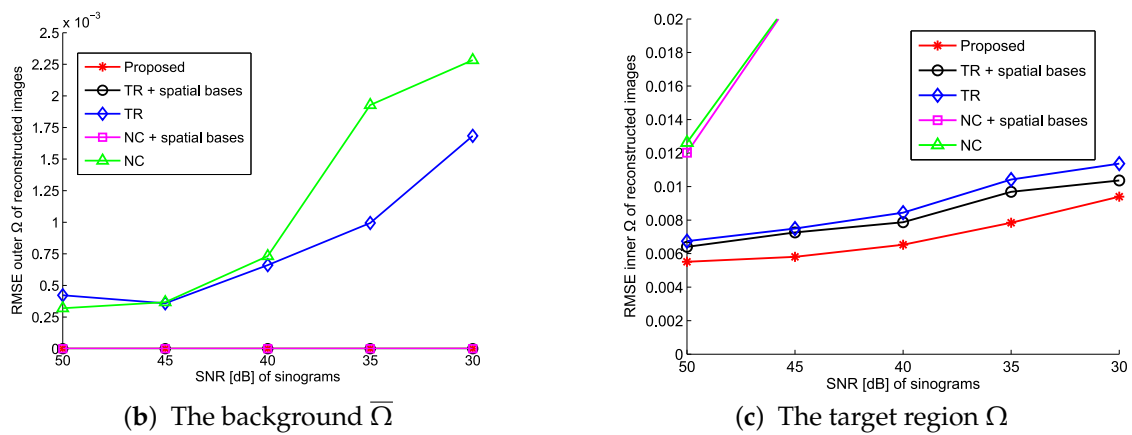 x 10⁻³
2.5
2.25
2
1.75
1.5
1.25
1
0.75
0.5
0.25
0
RMSE outer Ω of reconstructed images
Proposed
TR + spatial bases
TR
NC + spatial bases
NC
50 45 40 35 30
SNR [dB] of sinograms
(b) The background Ω̅
0.02
0.018
0.016
0.014
0.012
0.01
0.008
0.006
0.004
0.002
0
RMSE inner Ω of reconstructed images
Proposed
TR + spatial bases
TR
NC + spatial bases
NC
50 45 40 35 30
SNR [dB] of sinograms
(c) The target region Ω